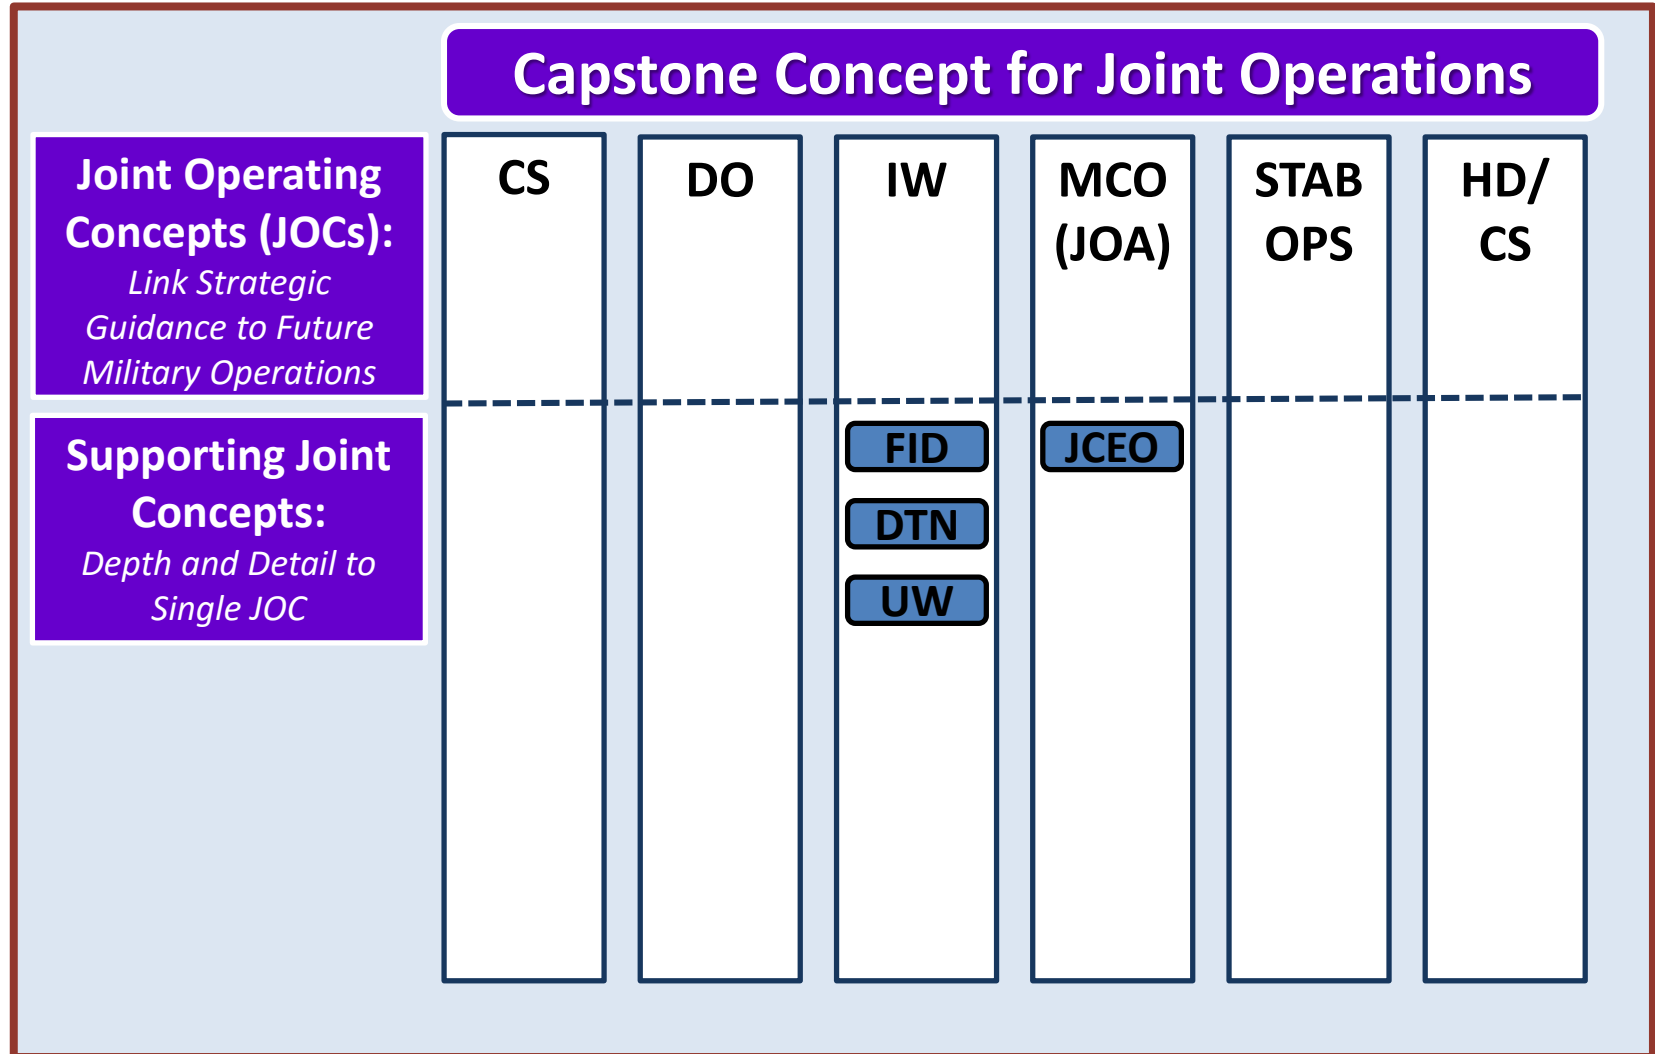 Capstone Concept for Joint Operations
Joint Operating
Concepts (JOCs):
Link Strategic
Guidance to Future
Military Operations
CS
DO
IW
MCO
(JOA)
STAB
OPS
HD/
CS
Supporting Joint
Concepts:
Depth and Detail to
Single JOC
FID
DTN
UW
JCEO